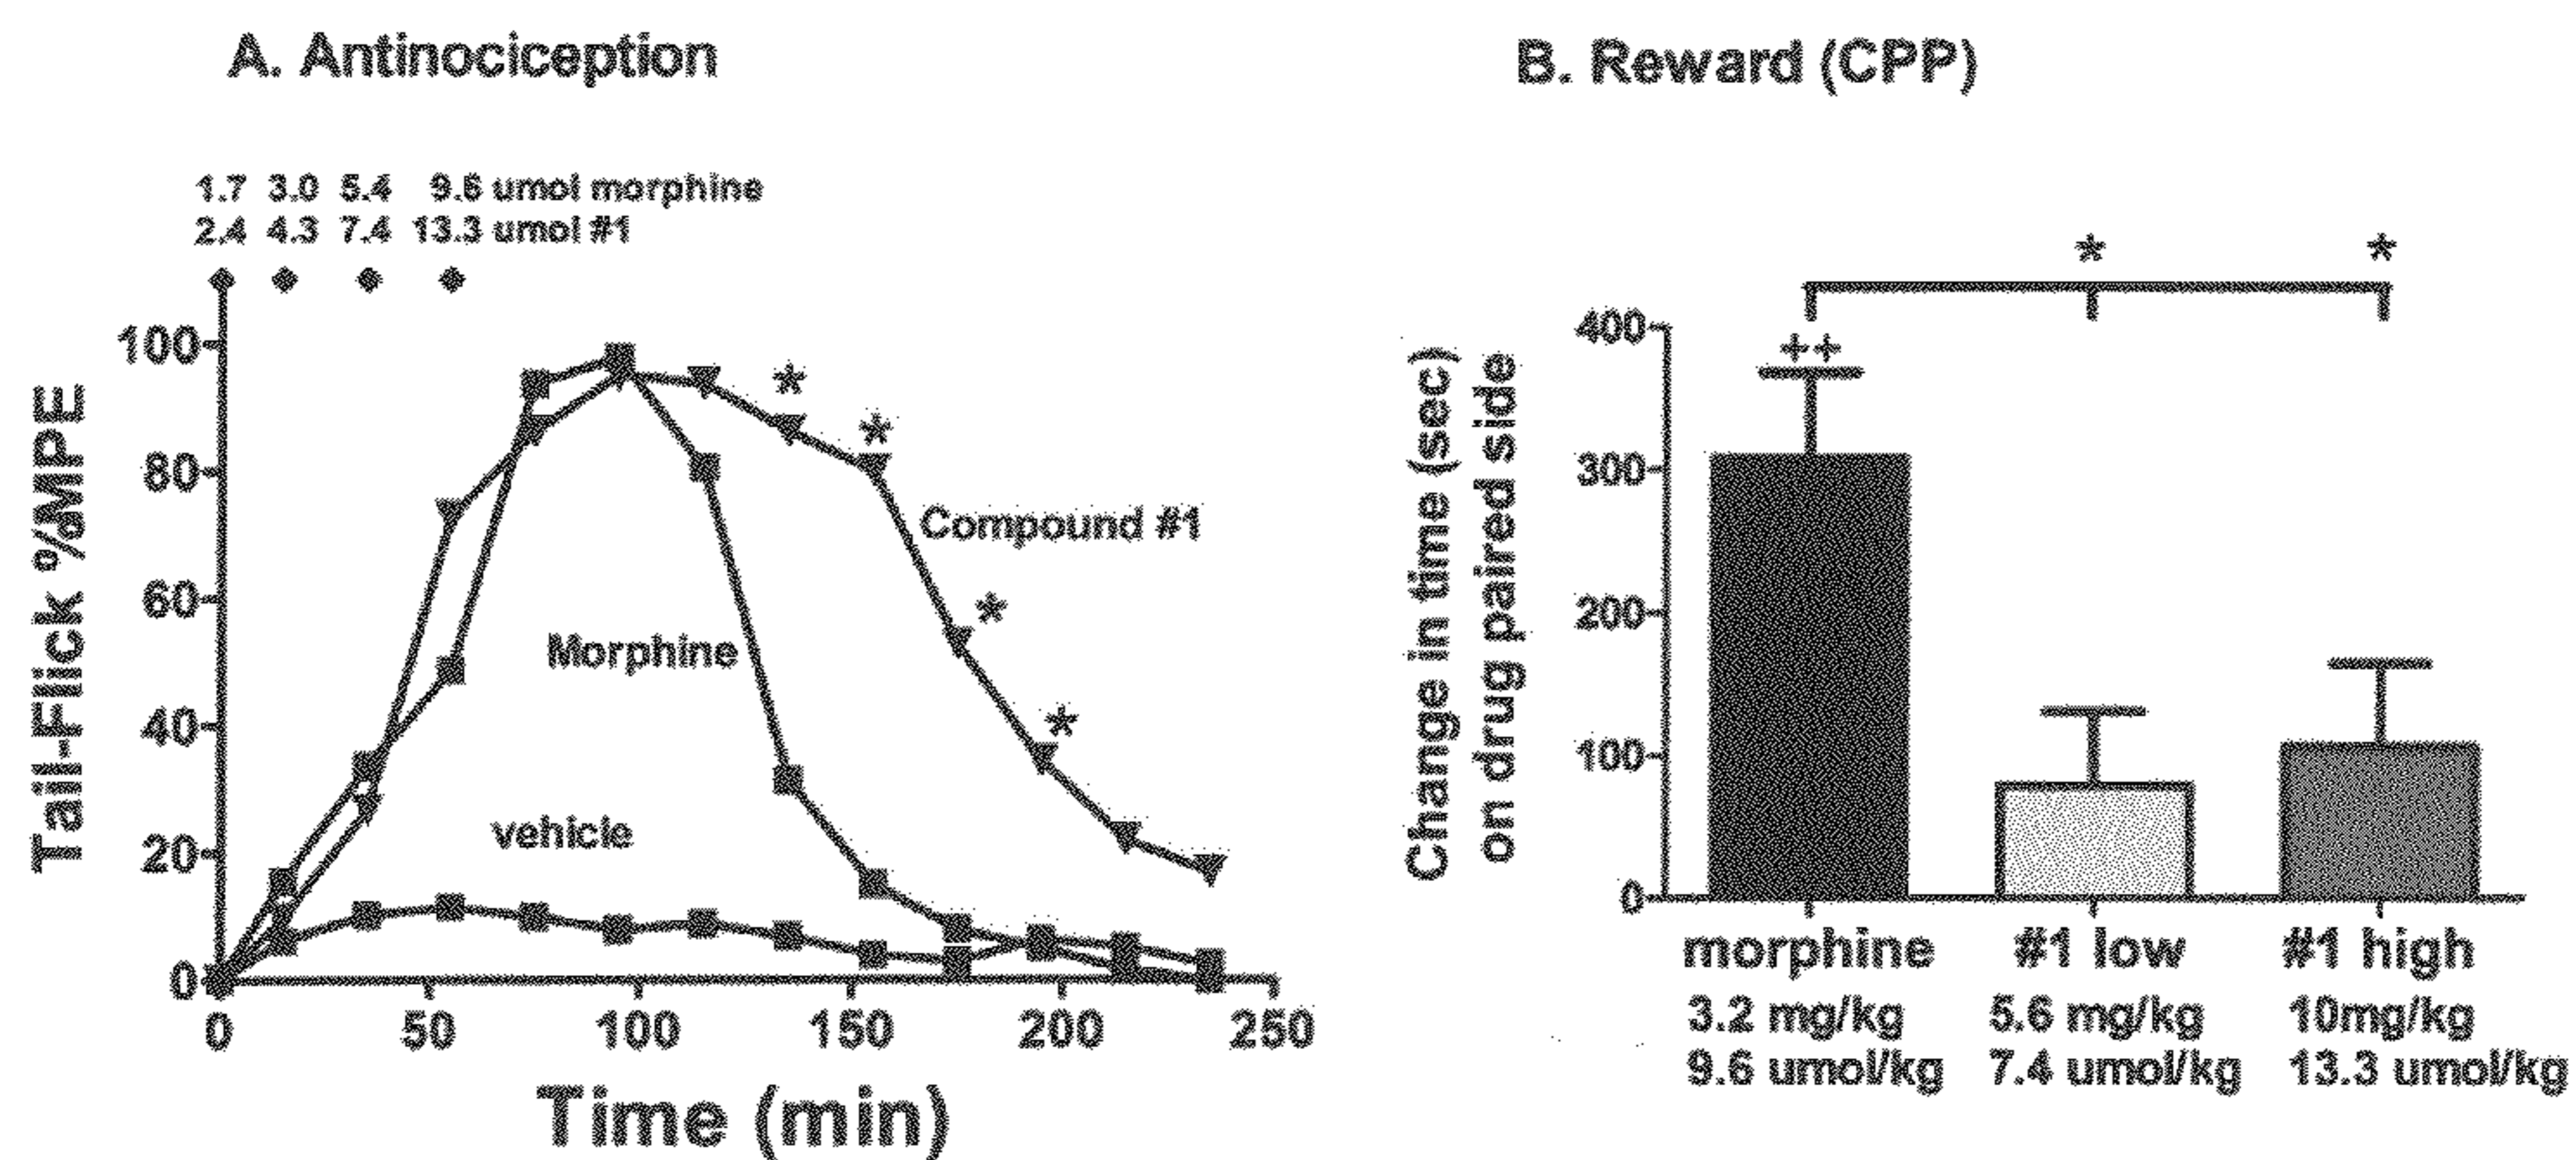 A. Antinociception
1.7 3.0 5.4 9.6 umol morphine
2.4 4.3 7.4 13.3 umol #1
Tail-Flick %MPE
100
80
60
40
20
0
*
*
*
*
Compound #1
Morphine
vehicle
0 50 100 150 200 250
Time (min)
B. Reward (CPP)
* *
Change in time (sec)
on drug paired side
400
300
200
100
0
++
morphine #1 low #1 high
3.2 mg/kg 5.6 mg/kg 10mg/kg
9.6 umol/kg 7.4 umol/kg 13.3 umol/kg